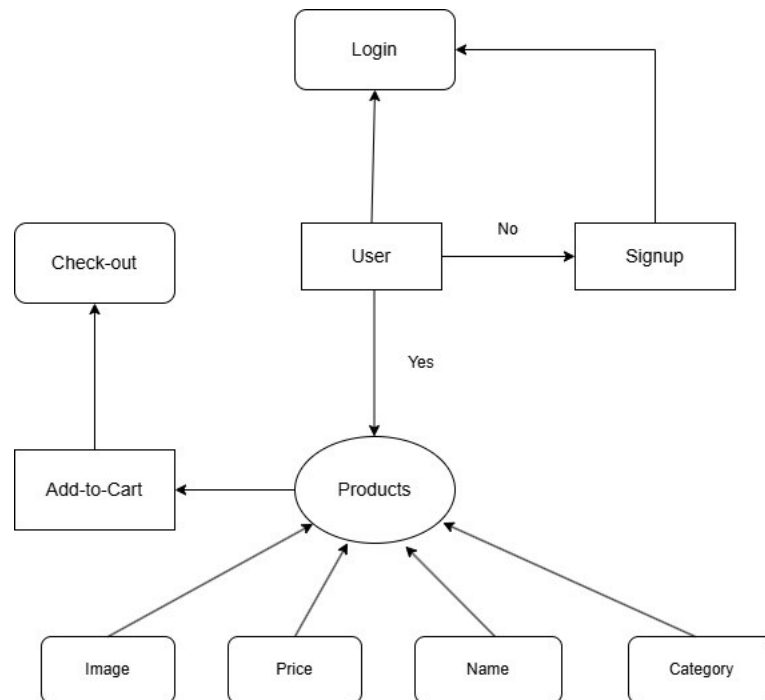 Login
No
User
Signup
Check-out
Yes
Add-to-Cart
Products
Image
Price
Name
Category